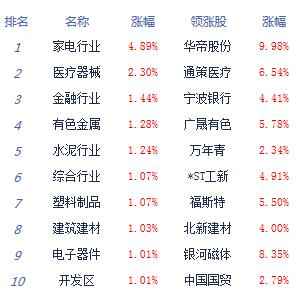 排名 名称 涨幅 领涨股 涨幅
1 家电行业 4.89% 华帝股份 9.98%
2 医疗器械 2.30% 通策医疗 6.54%
3 金融行业 1.44% 宁波银行 4.41%
4 有色金属 1.28% 广晟有色 5.78%
5 水泥行业 1.24% 万年青 2.34%
6 综合行业 1.07% *ST工新 4.91%
7 塑料制品 1.07% 福斯特 5.50%
8 建筑建材 1.03% 北新建材 4.00%
9 电子器件 1.01% 银河磁体 8.35%
10 开发区 1.01% 中国国贸 2.79%